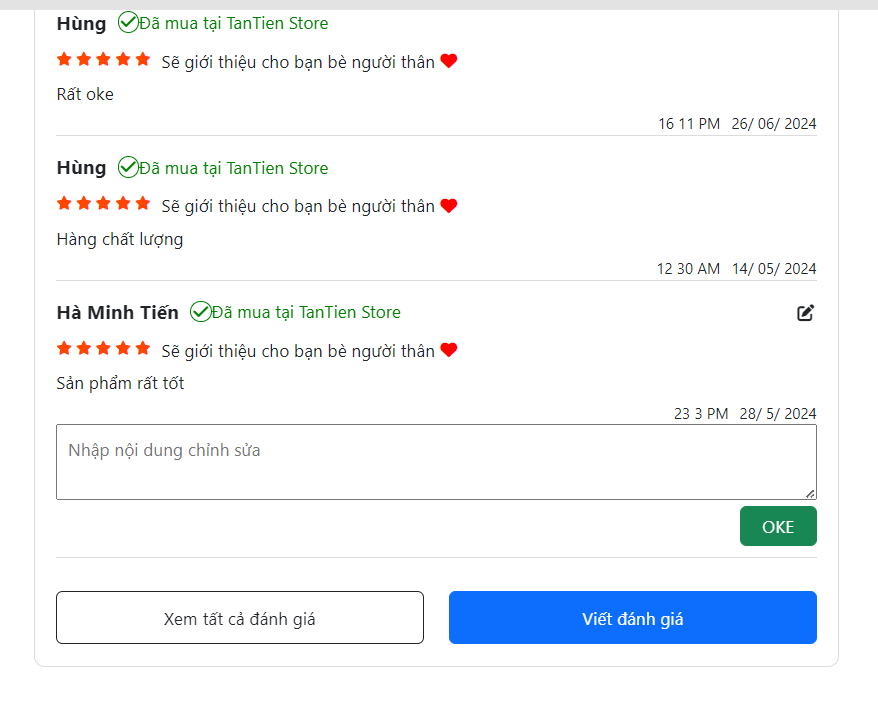 Hùng Đã mua tại TanTien Store
Sẽ giới thiệu cho bạn bè người thân
Rất oke
16 11 PM 26/ 06/ 2024
Hùng Đã mua tại TanTien Store
Sẽ giới thiệu cho bạn bè người thân
Hàng chất lượng
12 30 AM 14/ 05/ 2024
Hà Minh Tiến Đã mua tại TanTien Store
Sẽ giới thiệu cho bạn bè người thân
Sản phẩm rất tốt
23 3 PM 28/ 5/ 2024
Nhập nội dung chỉnh sửa
OKE
Xem tất cả đánh giá
Viết đánh giá